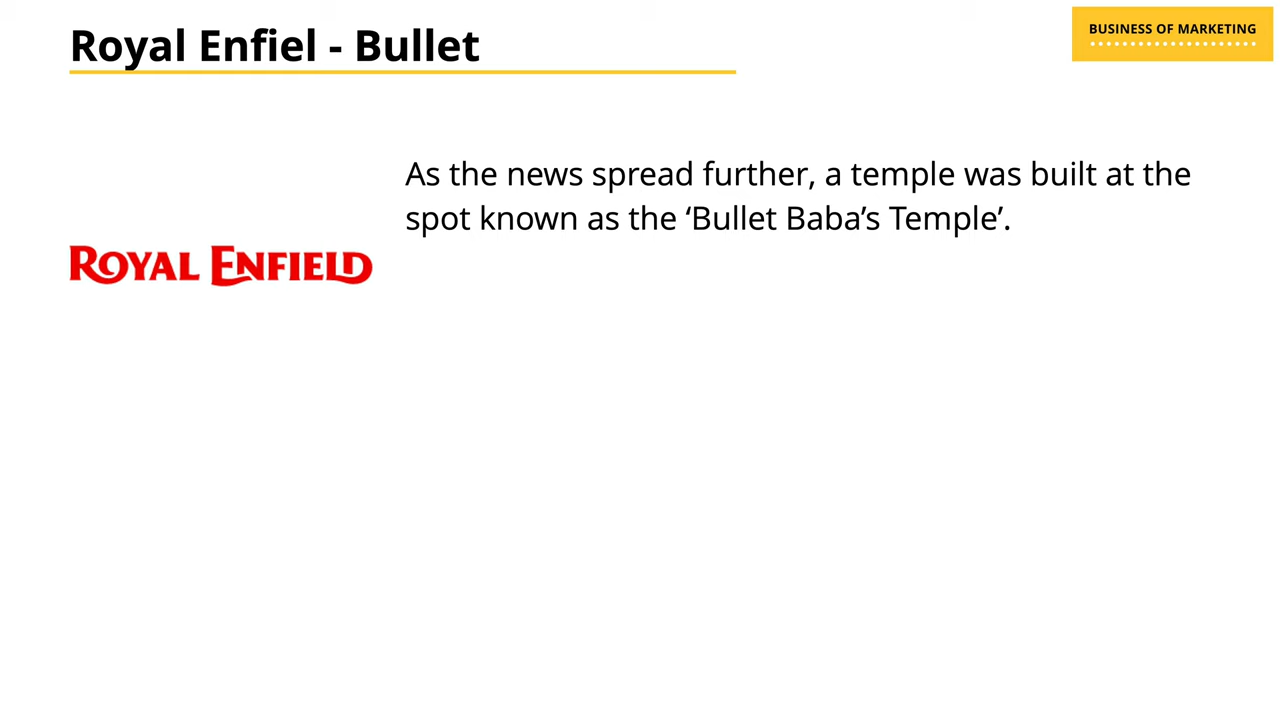 Royal Enfiel - Bullet
BUSINESS OF MARKETING
As the news spread further, a temple was built at the
spot known as the ‘Bullet Baba’s Temple’.
ROYAL ENFIELD